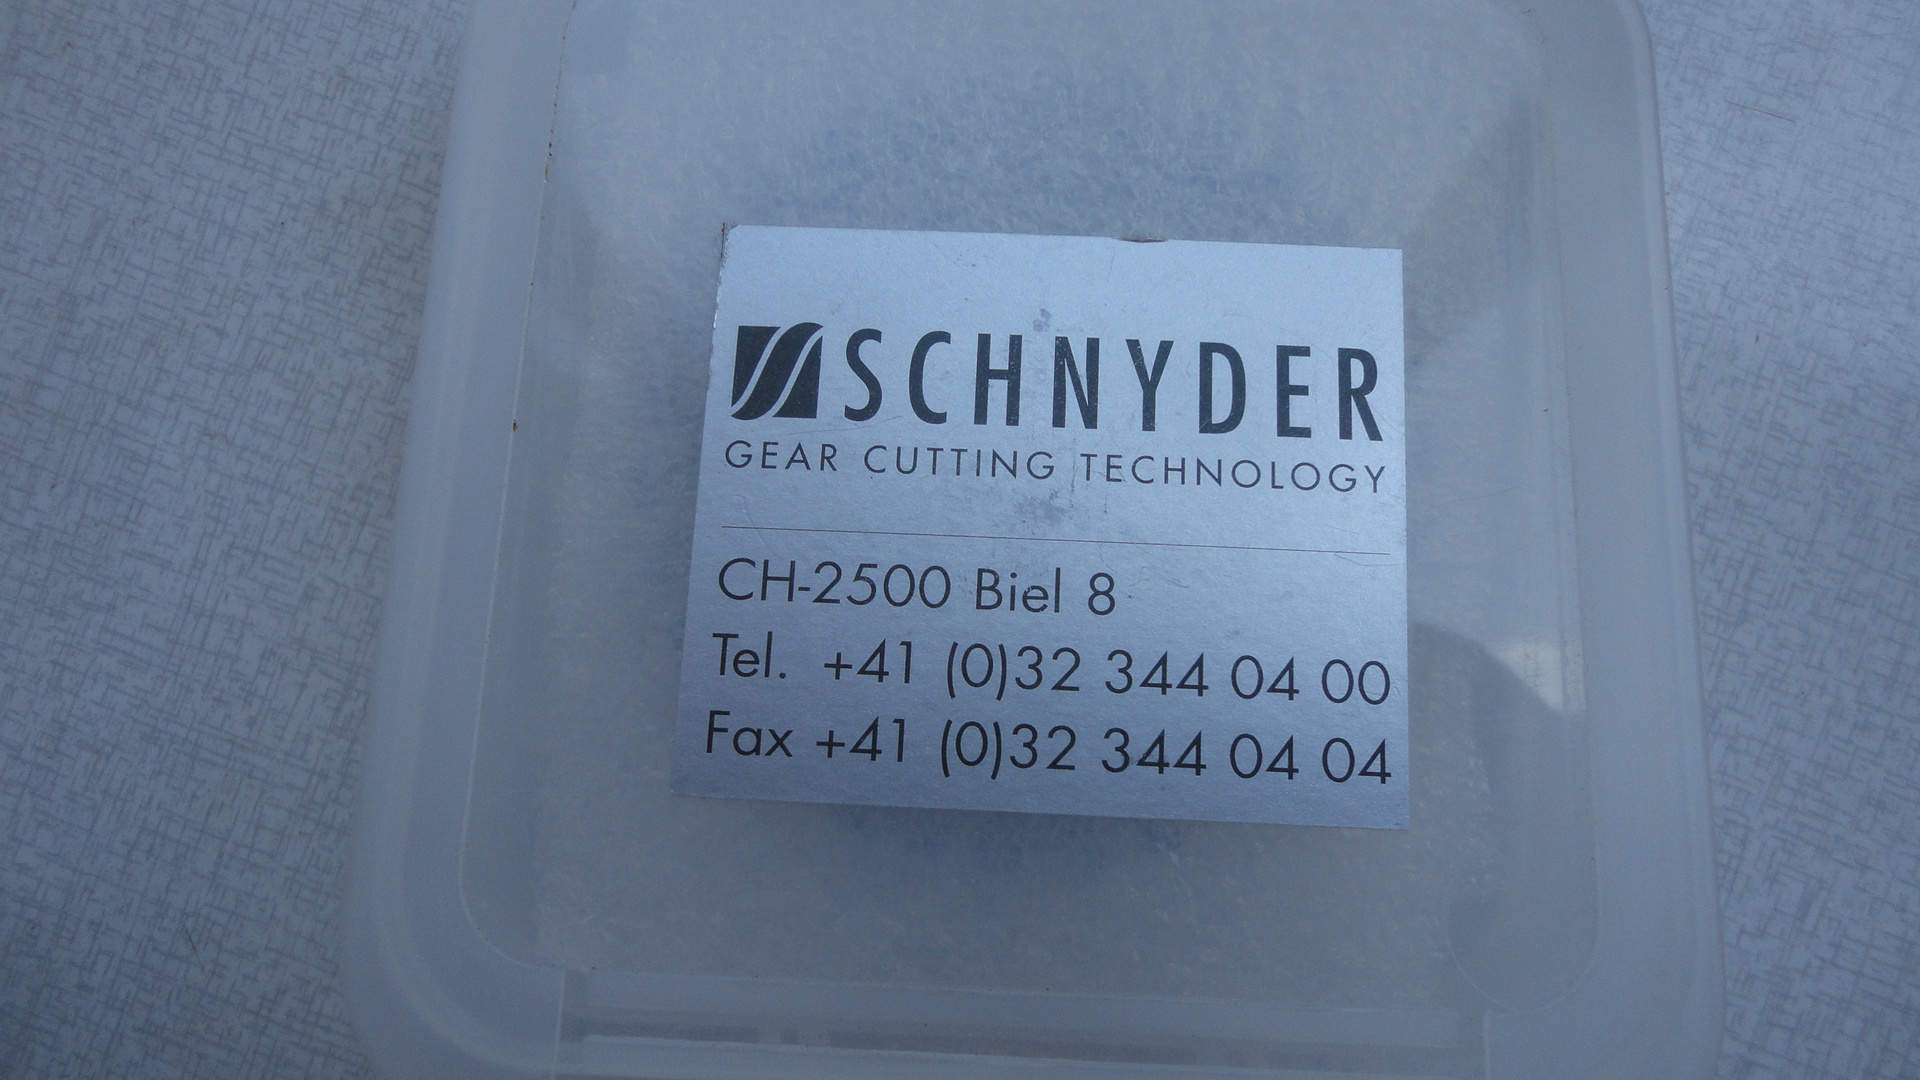 SCHNYDER
GEAR CUTTING TECHNOLOGY
CH-2500 Biel 8
Tel. +41 (0)32 344 04 00
Fax +41 (0)32 344 04 04